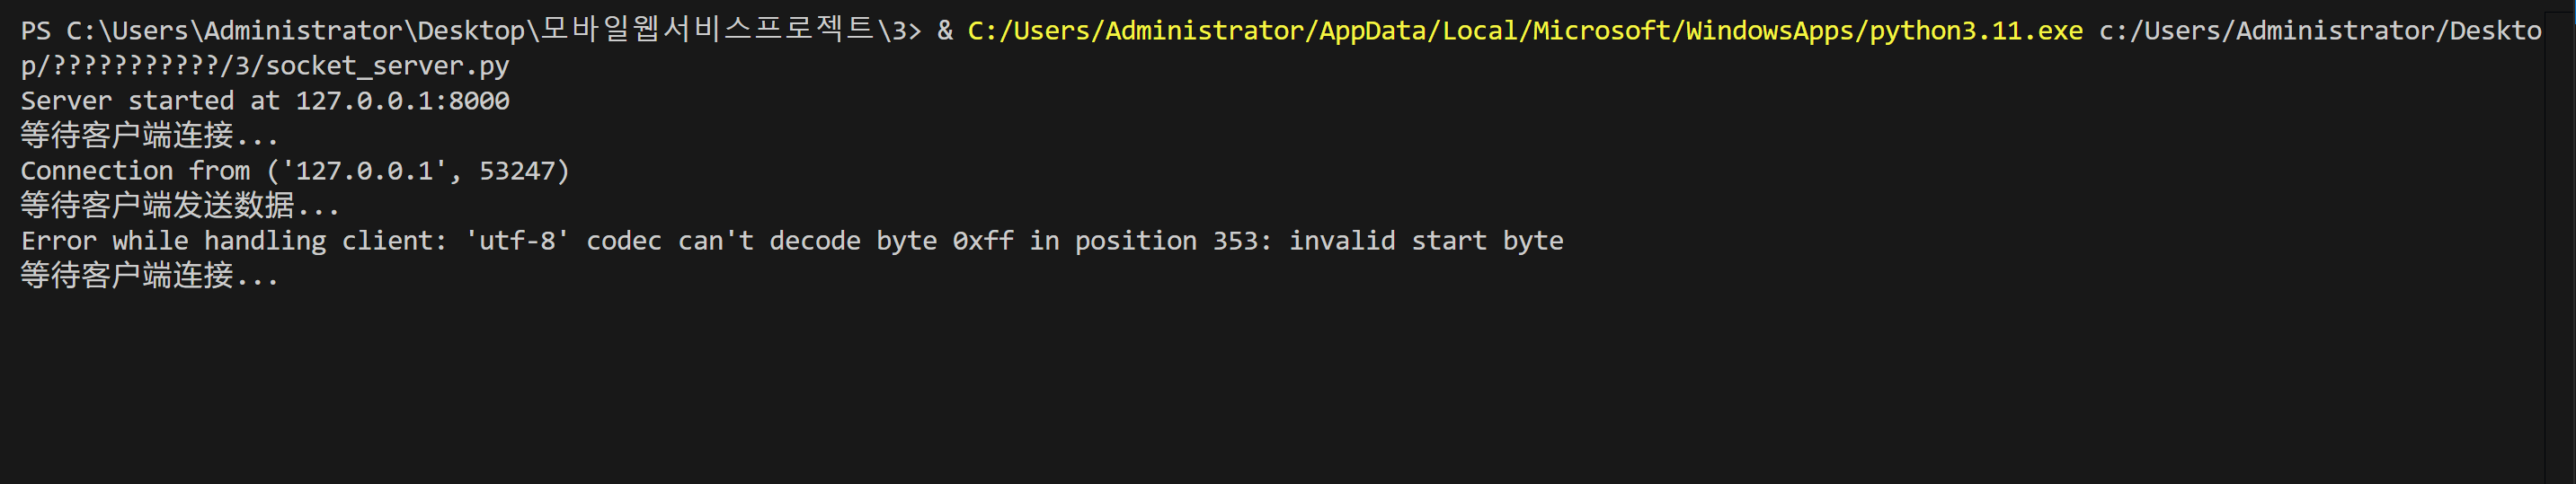 PS C:\Users\Administrator\Desktop\모바일웹서비스프로젝트\3> & C:/Users/Administrator/AppData/Local/Microsoft/WindowsApps/python3.11.exe c:/Users/Administrator/Deskto
p/???????????/3/socket_server.py
Server started at 127.0.0.1:8000
等待客户端连接...
Connection from ('127.0.0.1', 53247)
等待客户端发送数据...
Error while handling client: 'utf-8' codec can't decode byte 0xff in position 353: invalid start byte
等待客户端连接...